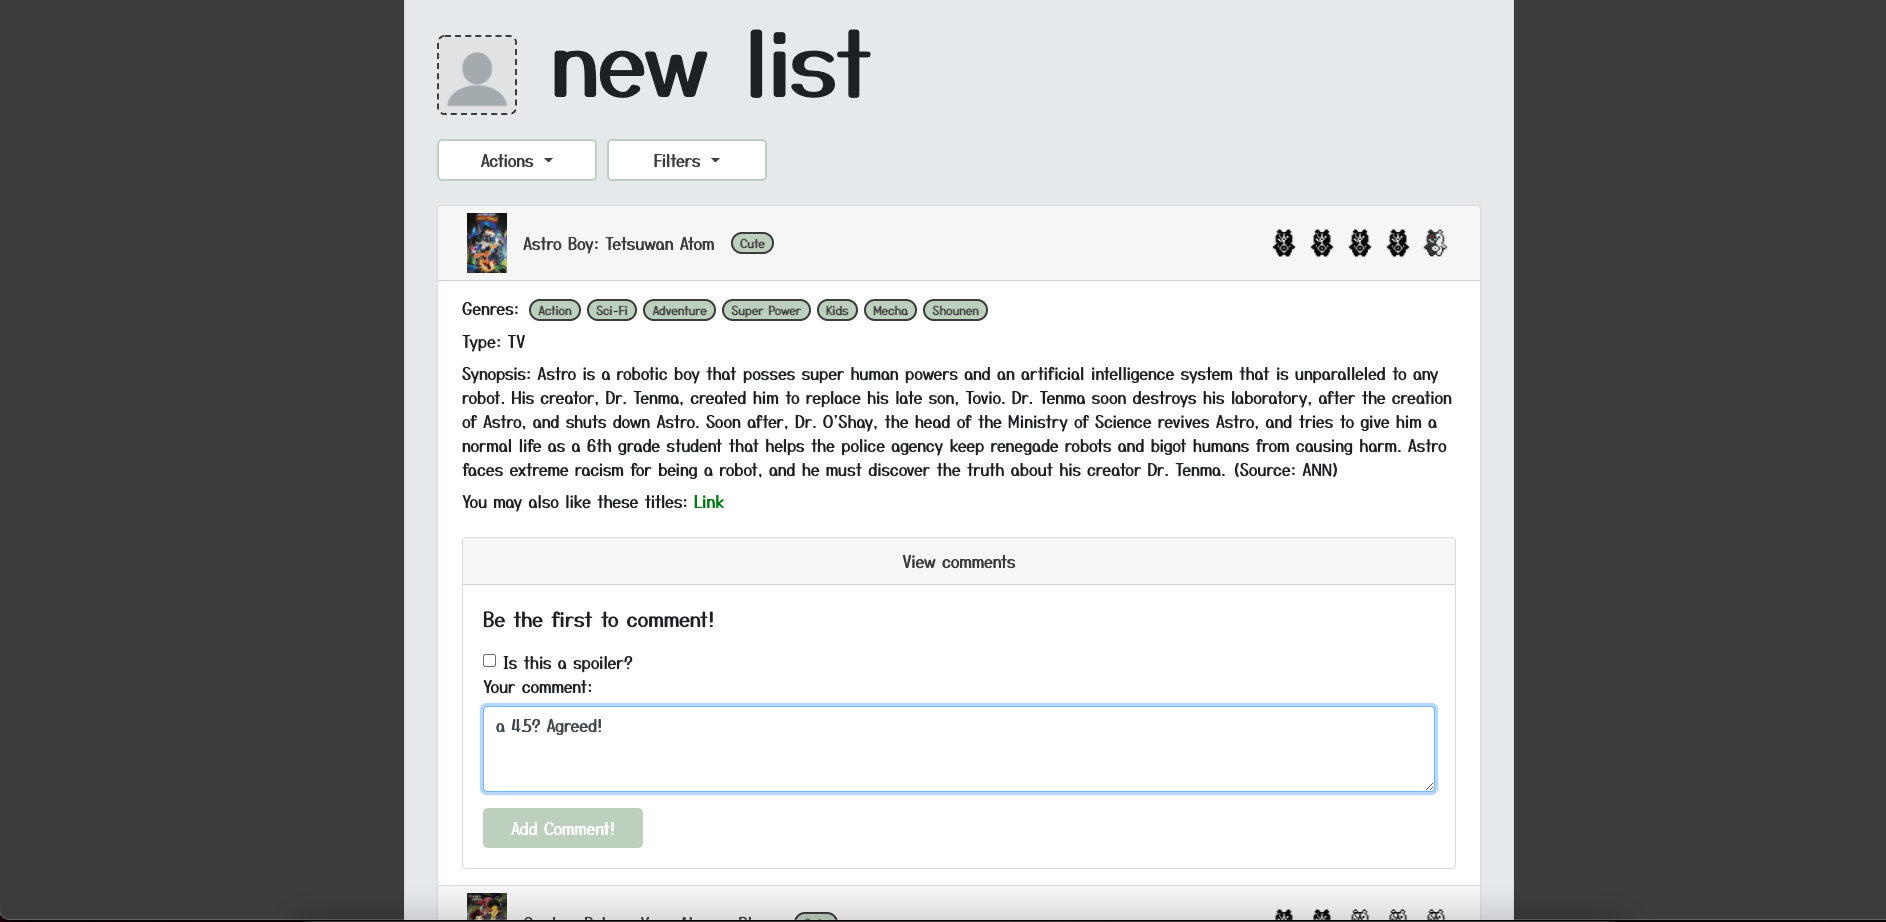 new list
Actions
Filters
Astro Boy: Tetsuwan Atom Cute
Genres: Action Sci-Fi Adventure Super Power Kids Mecha Shounen
Type: TV
Synopsis: Astro is a robotic boy that posses super human powers and an artificial intelligence system that is unparalleled to any
robot. His creator, Dr. Tenma, created him to replace his late son, Tovio. Dr. Tenma soon destroys his laboratory, after the creation
of Astro, and shuts down Astro. Soon after, Dr. O'Shay, the head of the Ministry of Science revives Astro, and tries to give him a
normal life as a 6th grade student that helps the police agency keep renegade robots and bigot humans from causing harm. Astro
faces extreme racism for being a robot, and he must discover the truth about his creator Dr. Tenma. (Source: ANN)
You may also like these titles: Link
View comments
Be the first to comment!
Is this a spoiler?
Your comment:
a 4.5? Agreed!
Add Comment!